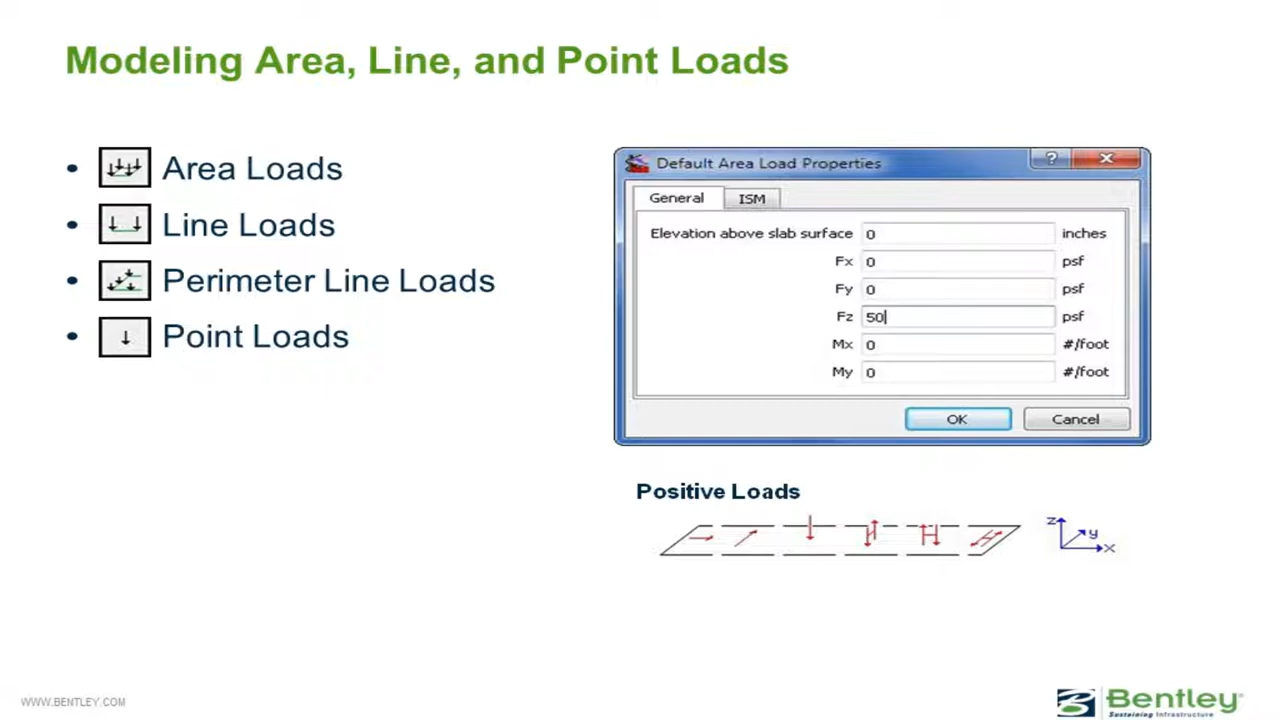 Modeling Area, Line, and Point Loads
• Area Loads
• Line Loads
• Perimeter Line Loads
• Point Loads
Default Area Load Properties
General ISM
Elevation above slab surface 0 inches
Fx 0 psf
Fy 0 psf
Fz 50 psf
Mx 0 #/foot
My 0 #/foot
OK Cancel
Positive Loads
z y x
WWW.BENTLEY.COM
Bentley®
Sustaining Infrastructure